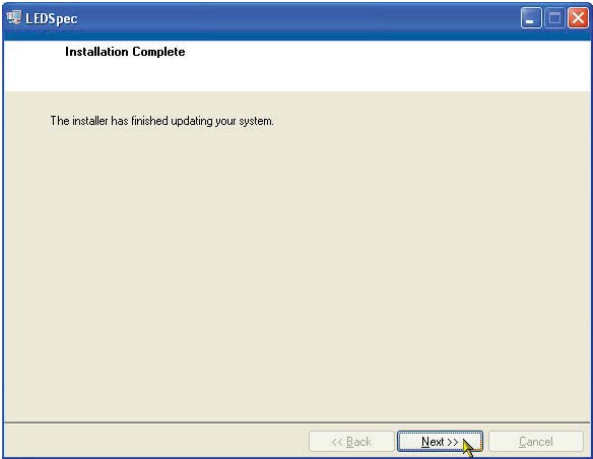 LEDSpec
Installation Complete
The installer has finished updating your system.
<< Back
Next >>
Cancel